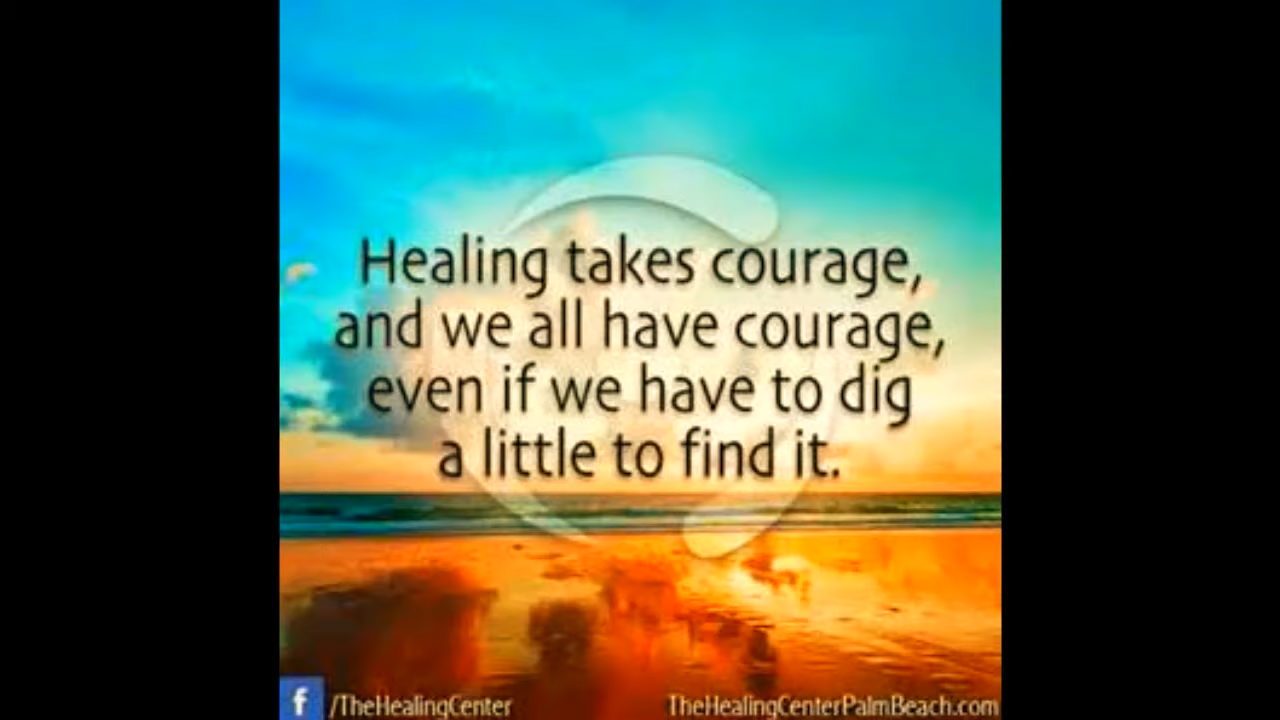 Healing takes courage,
and we all have courage,
even if we have to dig
a little to find it.
f /TheHealingCenter
TheHealingCenterPalmBeach.com